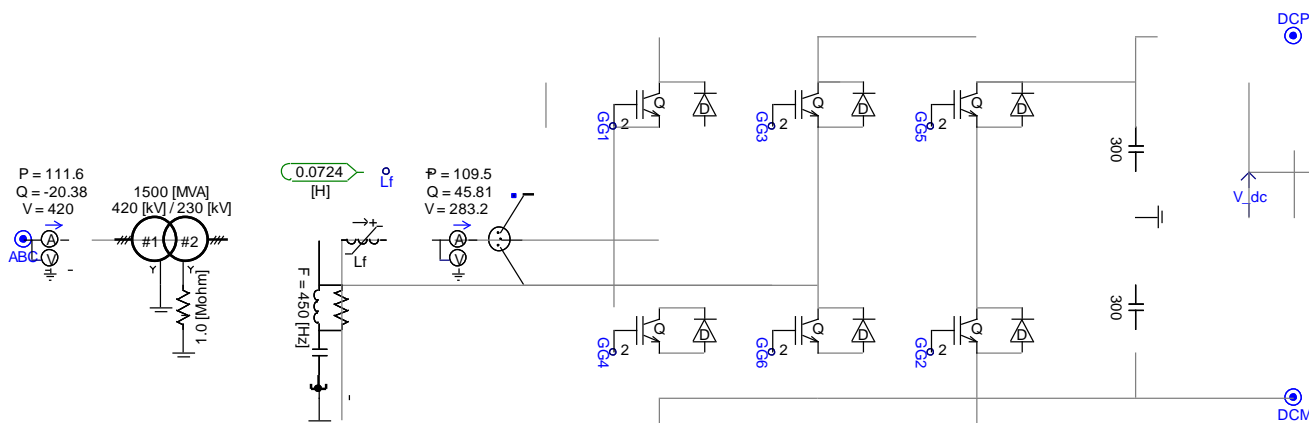 DCP
Q
D
Q
D
Q
D
GG1
2
GG3
2
GG5
2
300
P = 111.6
Q = -20.38
V = 420
1500 [MVA]
420 [kV] / 230 [kV]
0.0724
[H]
Lf
P = 109.5
Q = 45.81
V = 283.2
V_dc
A
V
ABC
#1
#2
Y
Y
1.0 [Mohm]
F = 450 [Hz]
+
Lf
A
V
300
Q
D
Q
D
Q
D
GG4
2
GG6
2
GG2
2
DCM